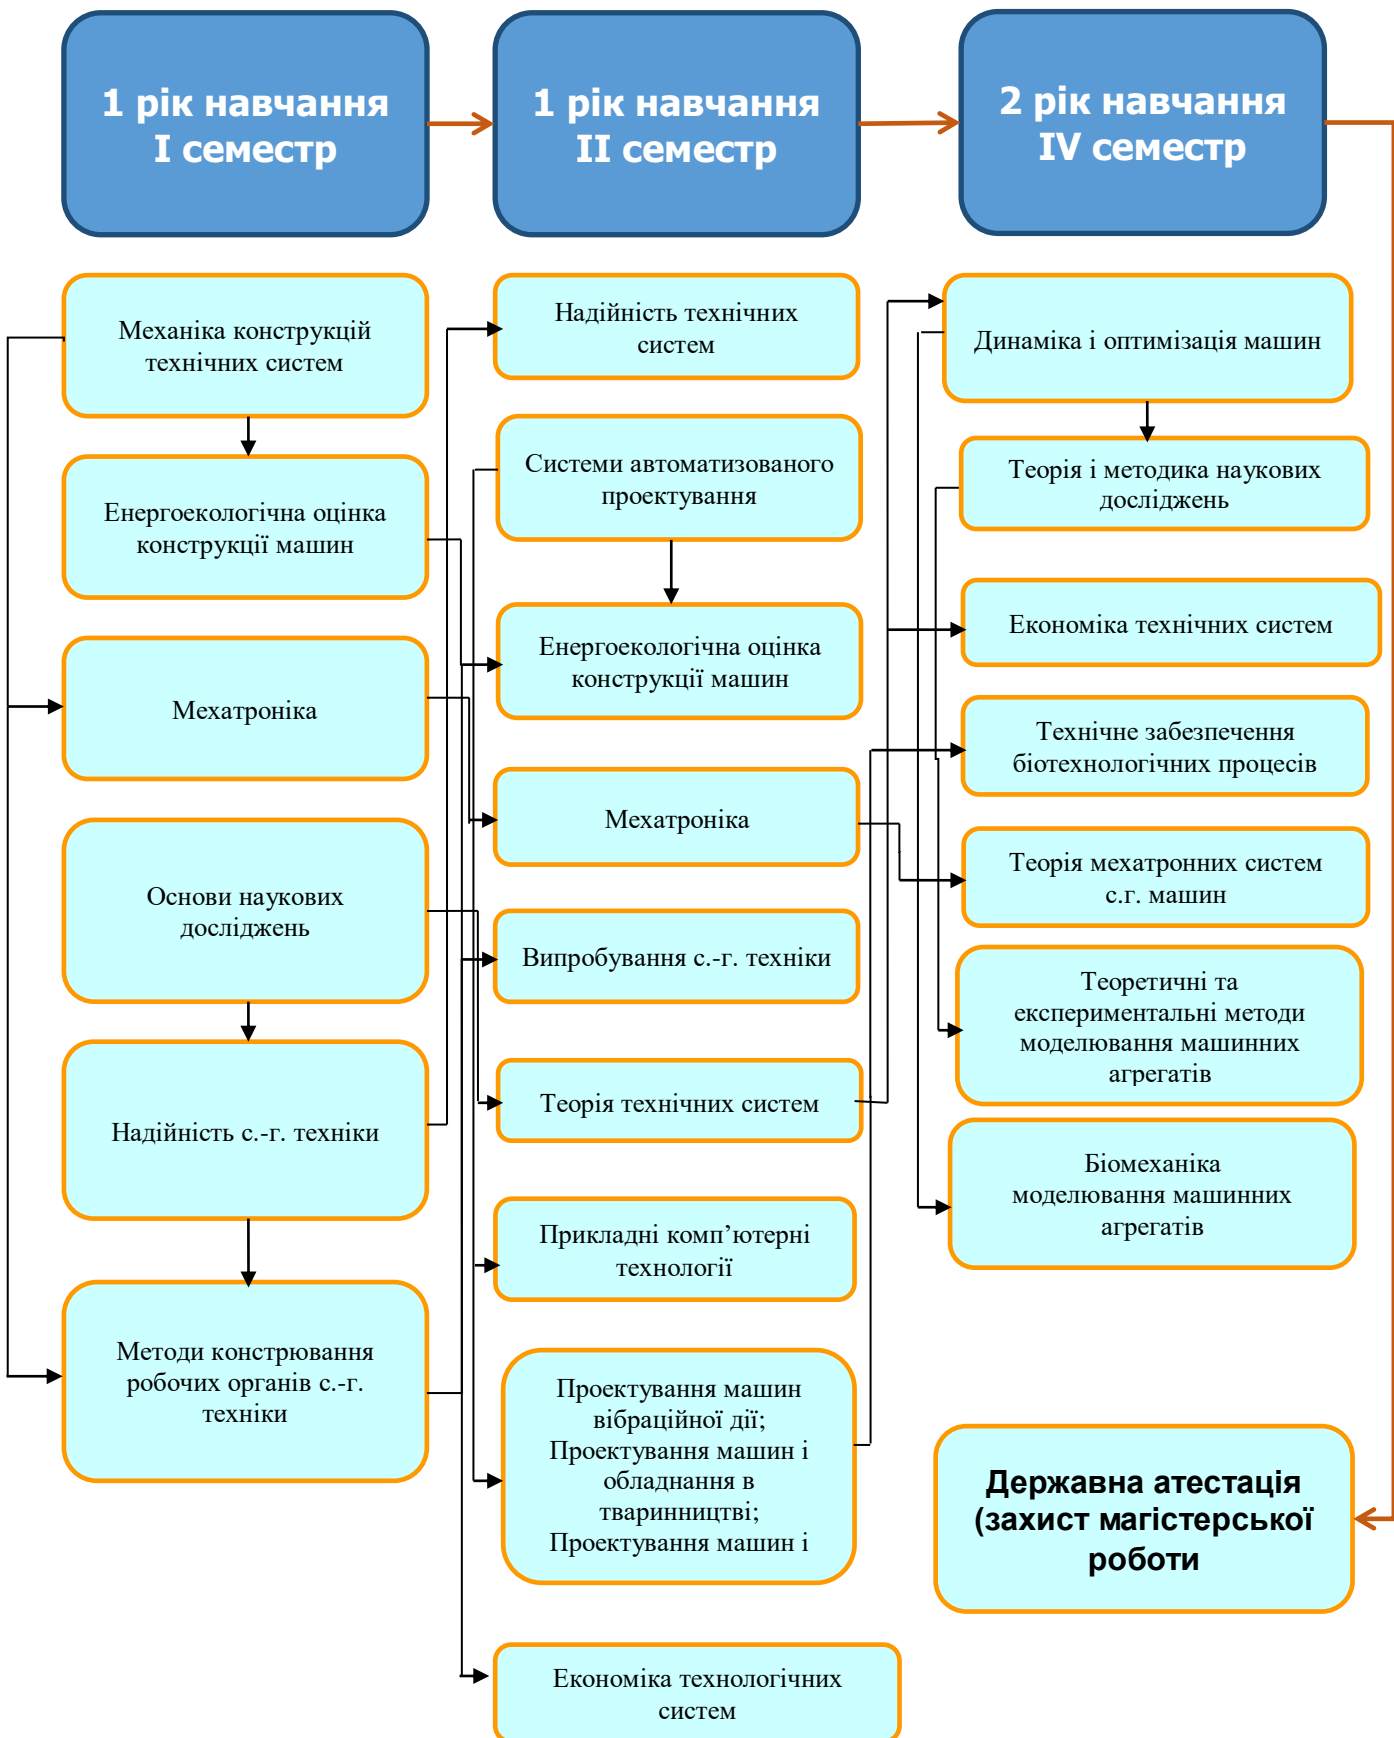 1 рік навчання
І семестр
1 рік навчання
ІІ семестр
2 рік навчання
IV семестр
Механіка конструкцій
технічних систем
Енергоекологічна оцінка
конструкції машин
Мехатроніка
Основи наукових
досліджень
Надійність с.-г. техніки
Методи констрювання
робочих органів с.-г.
техніки
Надійність технічних
систем
Системи автоматизованого
проектування
Енергоекологічна оцінка
конструкції машин
Мехатроніка
Випробування с.-г. техніки
Теорія технічних систем
Прикладні комп’ютерні
технології
Проектування машин
вібраційної дії;
Проектування машин і
обладнання в
тваринництві;
Проектування машин і
Економіка технологічних
систем
Динаміка і оптимізація машин
Теорія і методика наукових
досліджень
Економіка технічних систем
Технічне забезпечення
біотехнологічних процесів
Теорія мехатронних систем
с.г. машин
Теоретичні та
експериментальні методи
моделювання машинних
агрегатів
Біомеханіка
моделювання машинних
агрегатів
Державна атестація
(захист магістерської
роботи